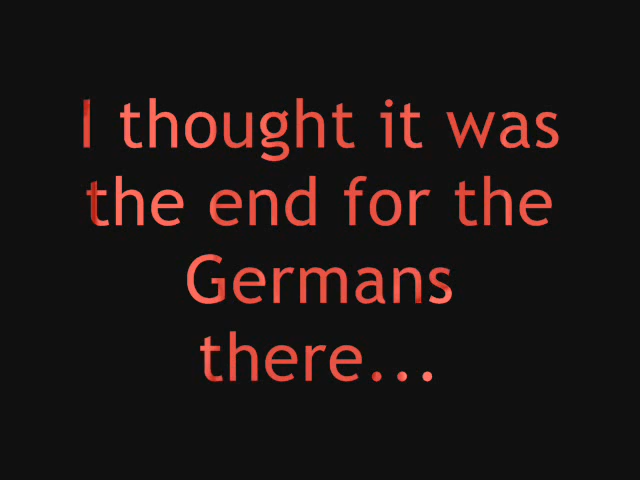 I thought it was
the end for the
Germans
there...